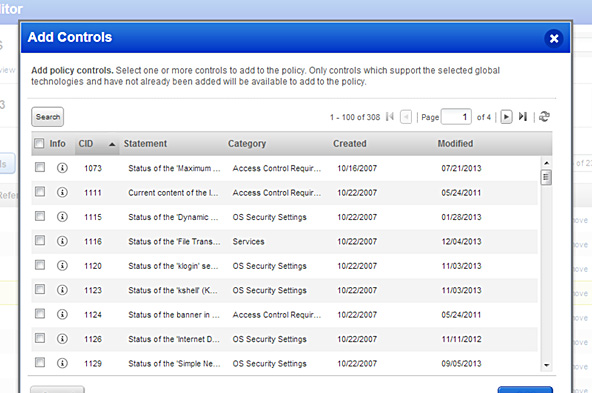 itor
Add Controls
Add policy controls. Select one or more controls to add to the policy. Only controls which support the selected global
technologies and have not already been added will be available to add to the policy.
Search 1 - 100 of 308 Page 1 of 4
Info CID Statement Category Created Modified
1073 Status of the 'Maximum ... Access Control Requir... 10/16/2007 07/21/2013
1111 Current content of the I... Access Control Requir... 10/22/2007 05/24/2011
1115 Status of the 'Dynamic ... OS Security Settings 10/22/2007 01/28/2013
1116 Status of the 'File Trans... Services 10/22/2007 12/04/2013
1120 Status of the 'klogin' se... OS Security Settings 10/22/2007 11/03/2013
1123 Status of the 'kshell' (K... OS Security Settings 10/22/2007 11/03/2013
1124 Status of the banner in ... Access Control Requir... 10/22/2007 05/24/2011
1126 Status of the 'Internet D... OS Security Settings 10/22/2007 11/11/2012
1129 Status of the 'Simple Ne... OS Security Settings 10/22/2007 09/05/2013